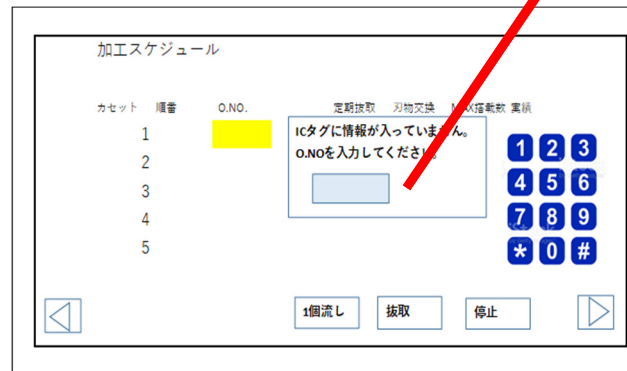 加工スケジュール
カセット 順番 O.NO. 定期抜取 刃物交換 MAX搭載数 実績
1
2
3
4
5
ICタグに情報が入っていません。
O.NOを入力してください。
1 2 3
4 5 6
7 8 9
* 0 #
1個流し 抜取 停止